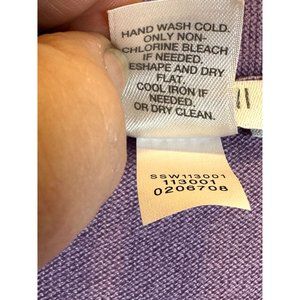 HAND WASH COLD.
ONLY NON-
CHLORINE BLEACH
IF NEEDED.
ESHAPE AND DRY
FLAT.
COOL IRON IF
NEEDED.
OR DRY CLEAN.
SSW113001
113001
0206708